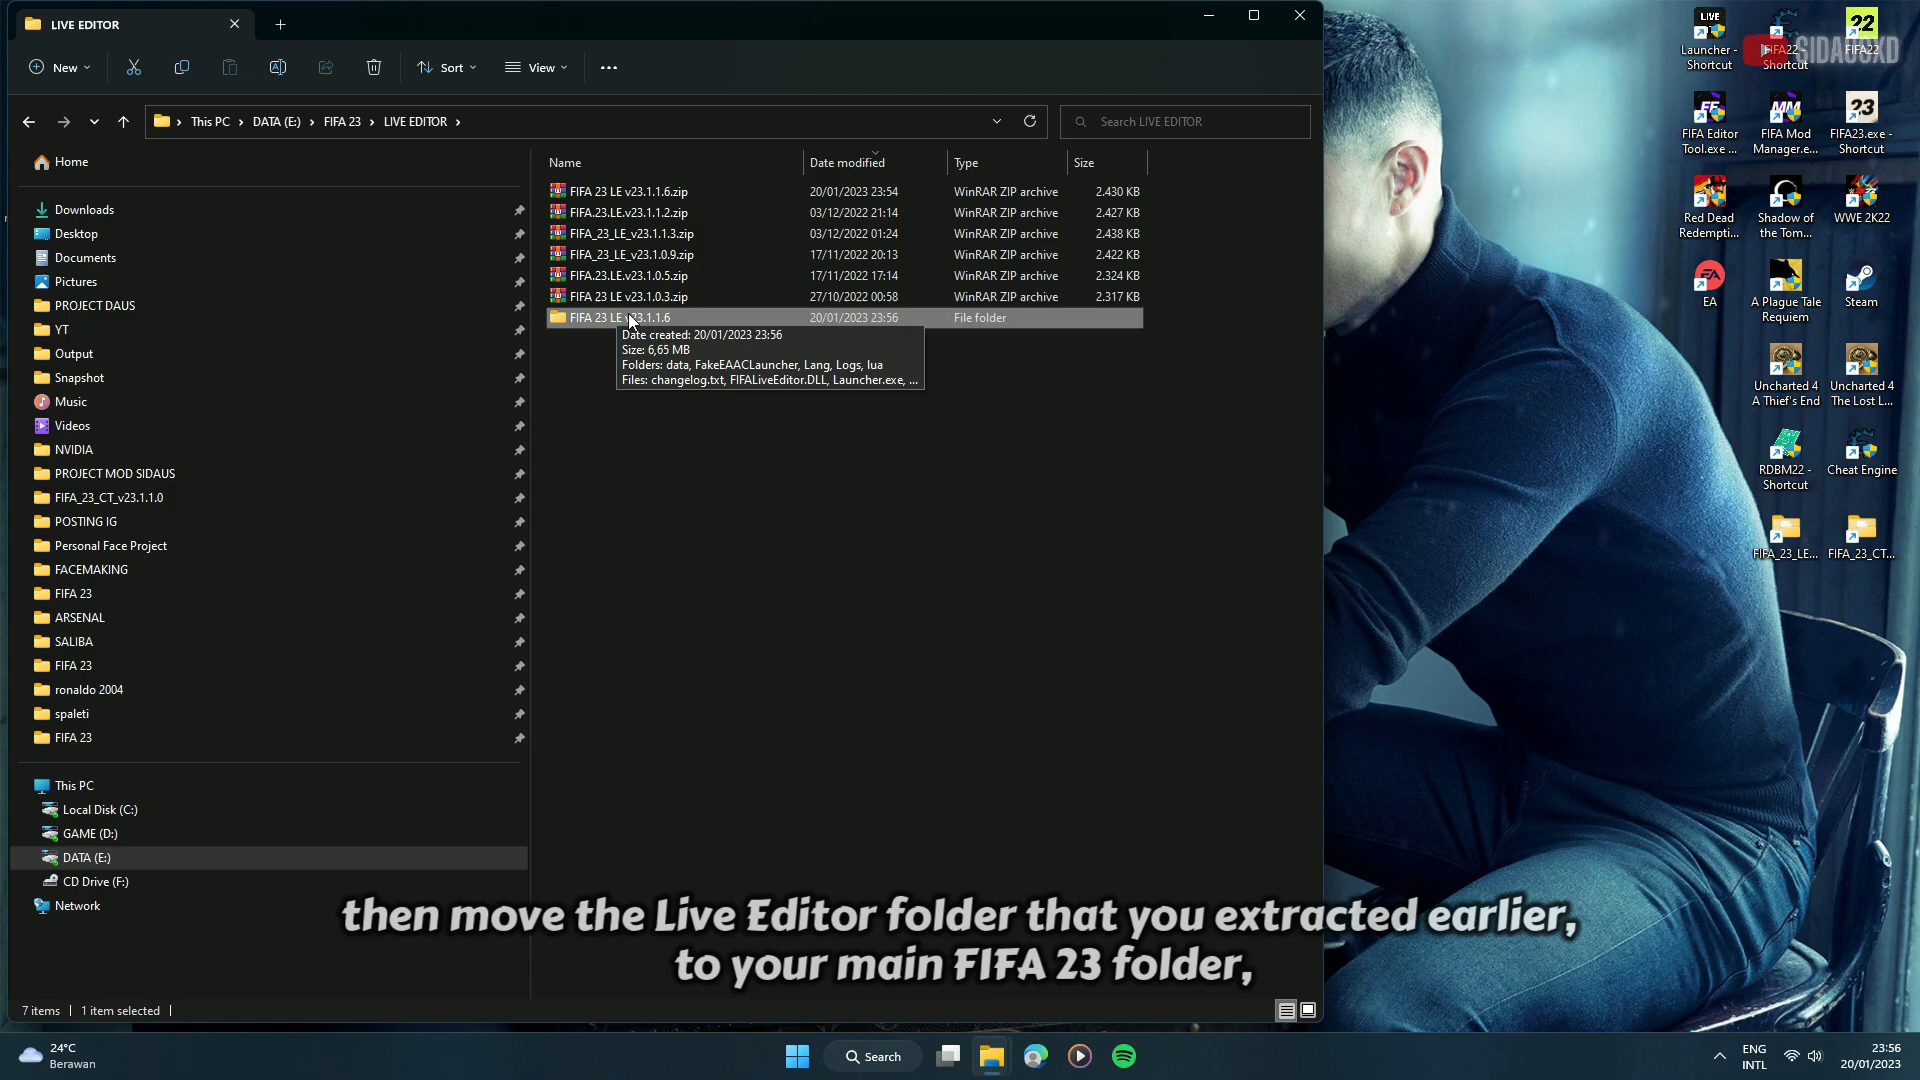 LIVE EDITOR
New
Sort
View
This PC
DATA (E:)
FIFA 23
LIVE EDITOR
Search LIVE EDITOR
Home
Downloads
Desktop
Documents
Pictures
PROJECT DAUS
YT
Output
Snapshot
Music
Videos
NVIDIA
PROJECT MOD SIDAUS
FIFA_23_CT_v23.1.1.0
POSTING IG
Personal Face Project
FACEMAKING
FIFA 23
ARSENAL
SALIBA
FIFA 23
ronaldo 2004
spaleti
FIFA 23
This PC
Local Disk (C:)
GAME (D:)
DATA (E:)
CD Drive (F:)
Network
Name Date modified Type Size
FIFA 23 LE v23.1.1.6.zip 20/01/2023 23:54 WinRAR ZIP archive 2.430 KB
FIFA.23.LE.v23.1.1.2.zip 03/12/2022 21:14 WinRAR ZIP archive 2.427 KB
FIFA_23_LE_v23.1.1.3.zip 03/12/2022 01:24 WinRAR ZIP archive 2.438 KB
FIFA_23_LE_v23.1.0.9.zip 17/11/2022 20:13 WinRAR ZIP archive 2.422 KB
FIFA.23.LE.v23.1.0.5.zip 17/11/2022 17:14 WinRAR ZIP archive 2.324 KB
FIFA 23 LE v23.1.0.3.zip 27/10/2022 00:58 WinRAR ZIP archive 2.317 KB
FIFA 23 LE v23.1.1.6 20/01/2023 23:56 File folder
Date created: 20/01/2023 23:56
Size: 6,65 MB
Folders: data, FakeEAACLauncher, Lang, Logs, lua
Files: changelog.txt, FIFALiveEditor.DLL, Launcher.exe, ...
LIVE
Launcher -
Shortcut
FIFA22 -
Shortcut
22
FIFA22
SIDAUSXD
FIFA Editor
Tool.exe ...
FIFA Mod
Manager.e...
23
FIFA23.exe -
Shortcut
Red Dead
Redempti...
Shadow of
the Tom...
WWE 2K22
EA
A Plague Tale
Requiem
Steam
Uncharted 4
A Thief's End
Uncharted 4
The Lost L...
RDBM22 -
Shortcut
Cheat Engine
FIFA_23_LE...
FIFA_23_CT...
then move the Live Editor folder that you extracted earlier,
to your main FIFA 23 folder,
7 items
1 item selected
24°C
Berawan
Search
ENG
INTL
23:56
20/01/2023